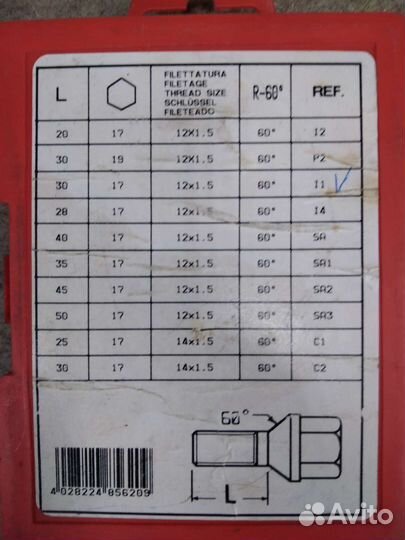 L FILETTATURA FILETAGE THREAD SIZE SCHLÜSSEL FILETEADO R-60° REF.
20 17 12X1.5 60° I2
30 19 12x1.5 60° P2
30 17 12x1.5 60° I1
28 17 12x1.5 60° I4
40 17 12x1.5 60° SA
35 17 12x1.5 60° SA1
45 17 12x1.5 60° SA2
50 17 12x1.5 60° SA3
25 17 14x1.5 60° C1
30 17 14x1.5 60° C2
60°
L
4 028224 856209
Avito